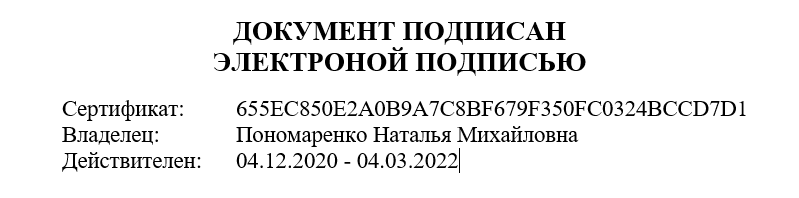 ДОКУМЕНТ ПОДПИСАН
ЭЛЕКТРОНОЙ ПОДПИСЬЮ
Сертификат: 655EC850E2A0B9A7C8BF679F350FC0324BCCD7D1
Владелец: Пономаренко Наталья Михайловна
Действителен: 04.12.2020 - 04.03.2022